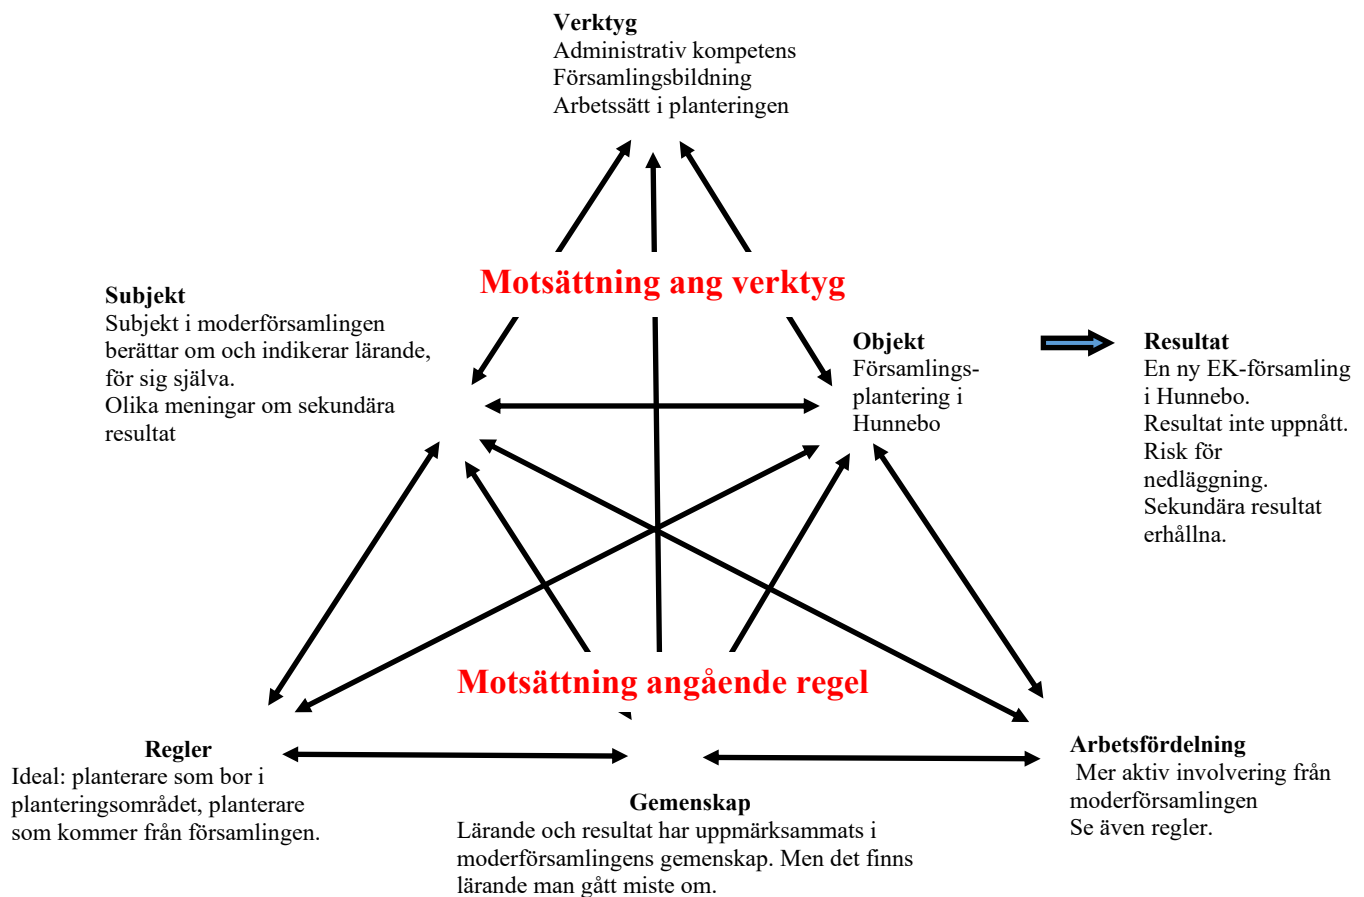 Verktyg
Administrativ kompetens
Församlingsbildning
Arbetssätt i planteringen
Motsättning ang verktyg
Subjekt
Subjekt i moderförsamlingen
berättar om och indikerar lärande,
för sig själva.
Olika meningar om sekundära
resultat
Objekt
Församlings-
plantering i
Hunnebo
Resultat
En ny EK-församling
i Hunnebo.
Resultat inte uppnått.
Risk för
nedläggning.
Sekundära resultat
erhållna.
Motsättning angående regel
Regler
Ideal: planterare som bor i
planteringsområdet, planterare
som kommer från församlingen.
Gemenskap
Lärande och resultat har uppmärksammats i
moderförsamlingens gemenskap. Men det finns
lärande man gått miste om.
Arbetsfördelning
Mer aktiv involvering från
moderförsamlingen
Se även regler.